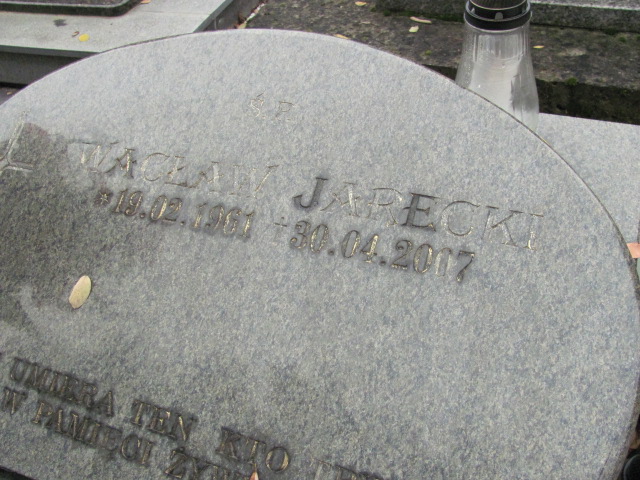 Ś P
WACŁAW JARECKI
*19.02.1961 †30.04.2017
UMIERA TEN KTO
W PAMIĘCI